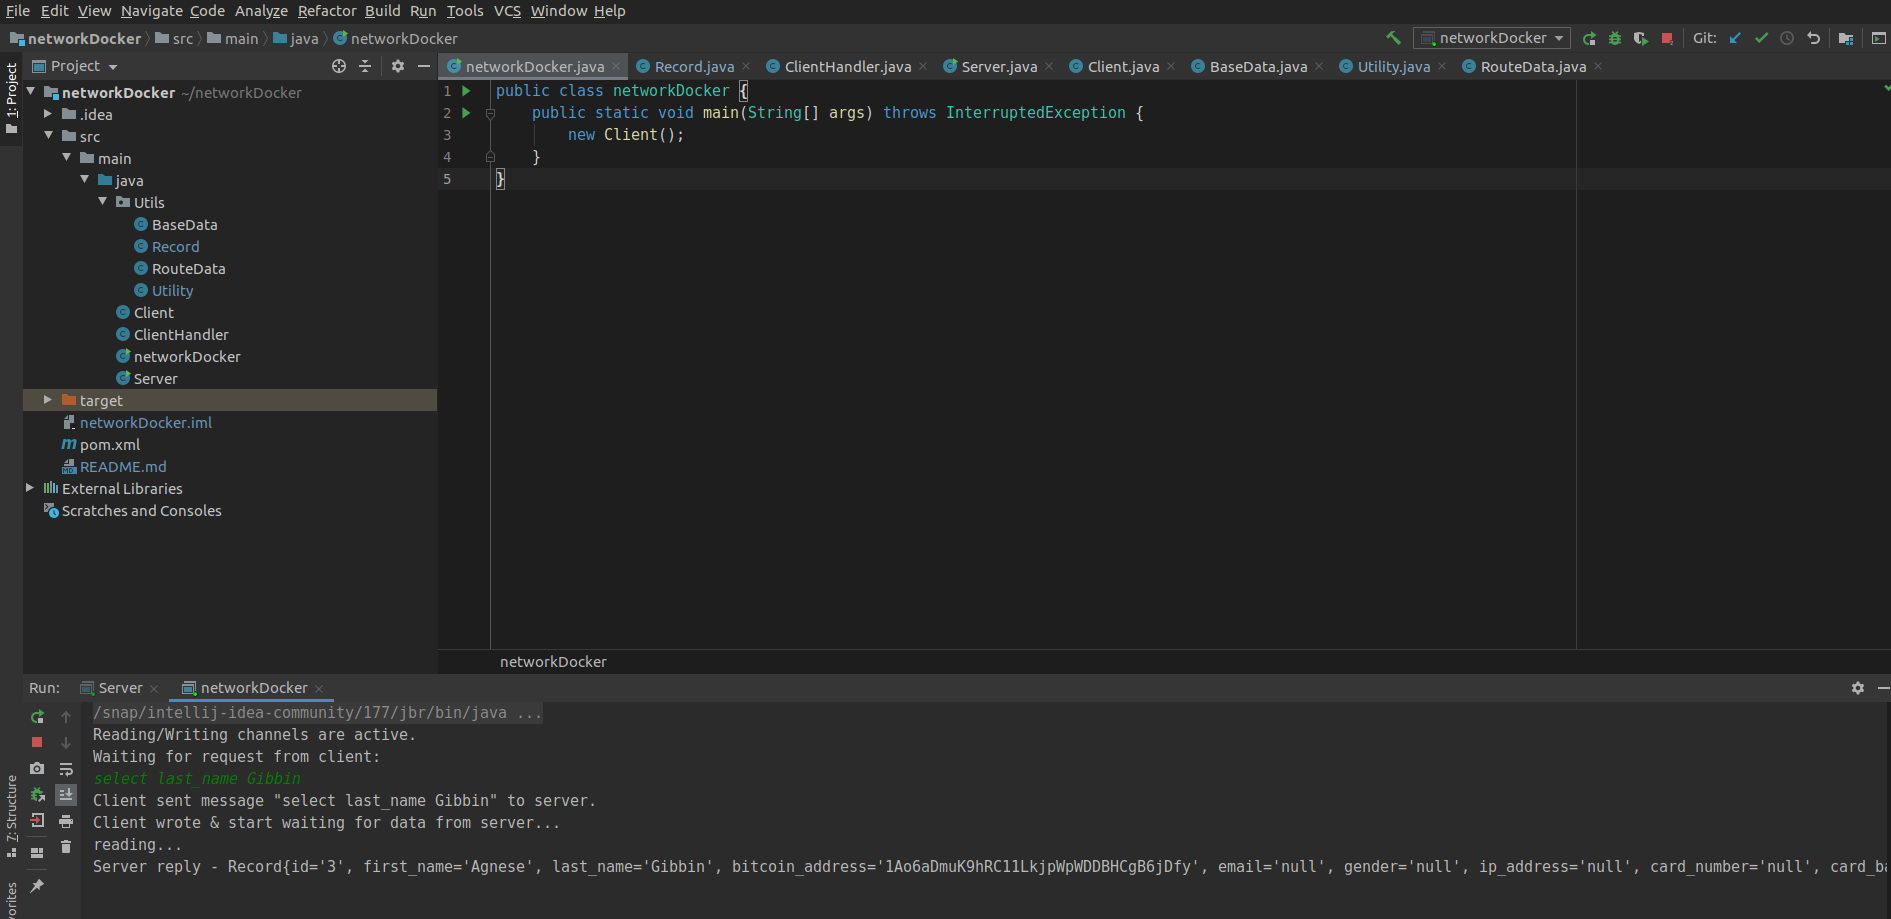 File Edit View Navigate Code Analyze Refactor Build Run Tools VCS Window Help
networkDocker src main java networkDocker
networkDocker Git:
1: Project
Project
networkDocker ~/networkDocker
.idea
src
main
java
Utils
BaseData
Record
RouteData
Utility
Client
ClientHandler
networkDocker
Server
target
networkDocker.iml
pom.xml
README.md
External Libraries
Scratches and Consoles
networkDocker.java Record.java ClientHandler.java Server.java Client.java BaseData.java Utility.java RouteData.java
1 public class networkDocker {
2 public static void main(String[] args) throws InterruptedException {
3 new Client();
4 }
5 }
networkDocker
Run: Server networkDocker
/snap/intellij-idea-community/177/jbr/bin/java ...
Reading/Writing channels are active.
Waiting for request from client:
select last_name Gibbin
Client sent message "select last_name Gibbin" to server.
Client wrote & start waiting for data from server...
reading...
Server reply - Record{id='3', first_name='Agnese', last_name='Gibbin', bitcoin_address='1Ao6aDmuK9hRC11LkjpWpWDDBHCgB6jDfy', email='null', gender='null', ip_address='null', card_number='null', card_ba
7: Structure
vorites